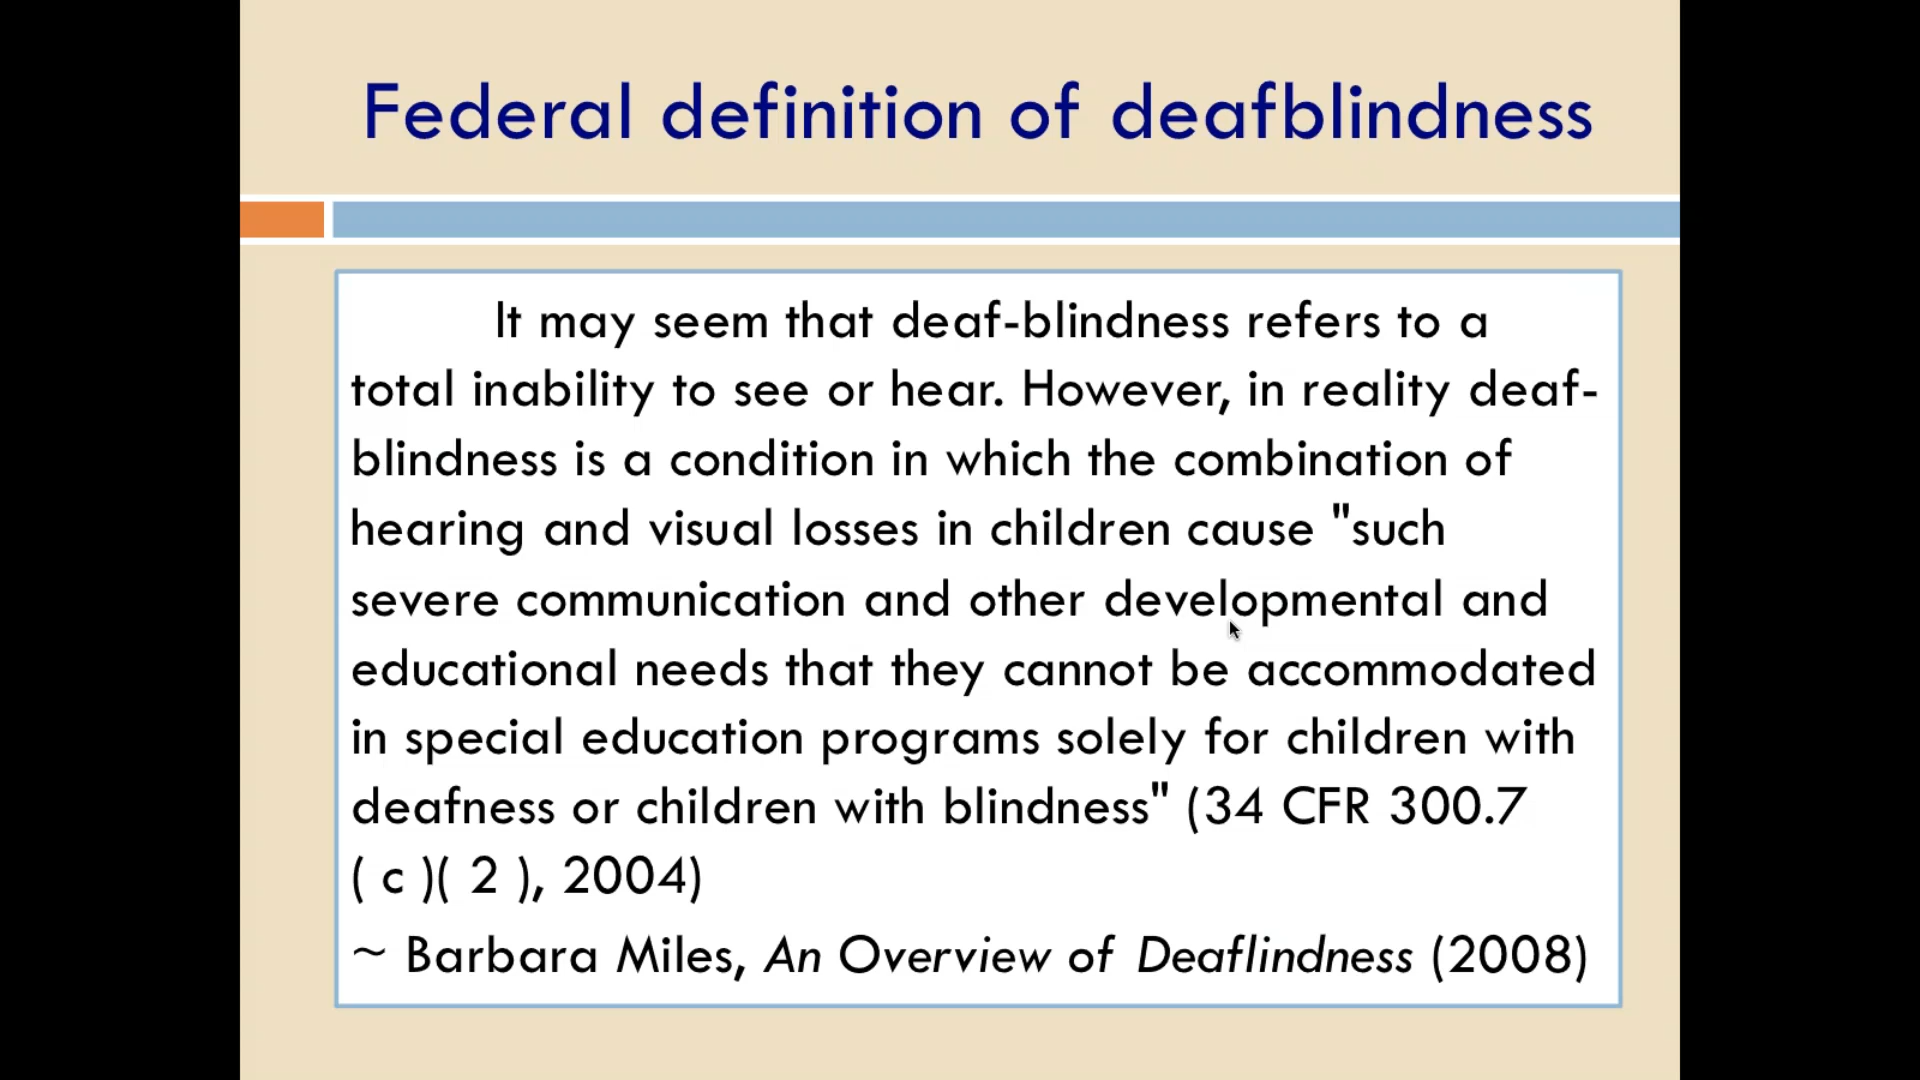 Federal definition of deafblindness
It may seem that deaf-blindness refers to a
total inability to see or hear. However, in reality deaf-
blindness is a condition in which the combination of
hearing and visual losses in children cause "such
severe communication and other developmental and
educational needs that they cannot be accommodated
in special education programs solely for children with
deafness or children with blindness" (34 CFR 300.7
( c )( 2 ), 2004)
~ Barbara Miles, An Overview of Deaflindness (2008)